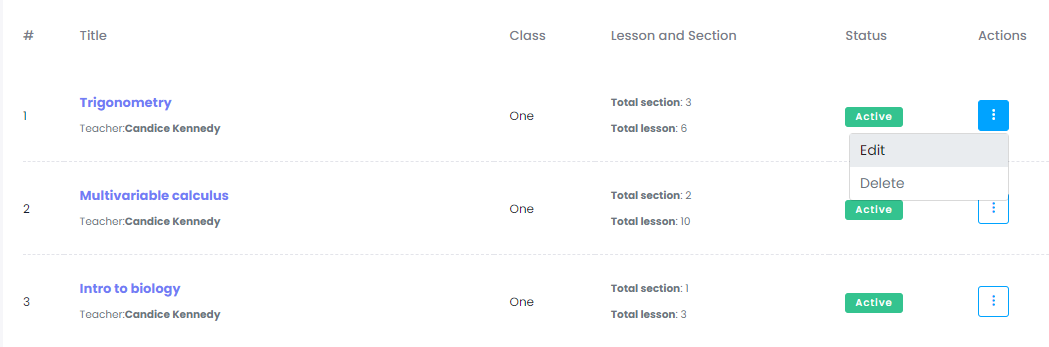 # Title Class Lesson and Section Status Actions
Trigonometry Total section: 3
1 One Active
Teacher:Candice Kennedy Total lesson: 6
Edit
Delete
Multivariable calculus Total section: 2
2 One Active
Teacher:Candice Kennedy Total lesson: 10
Intro to biology Total section: 1
3 One Active
Teacher:Candice Kennedy Total lesson: 3